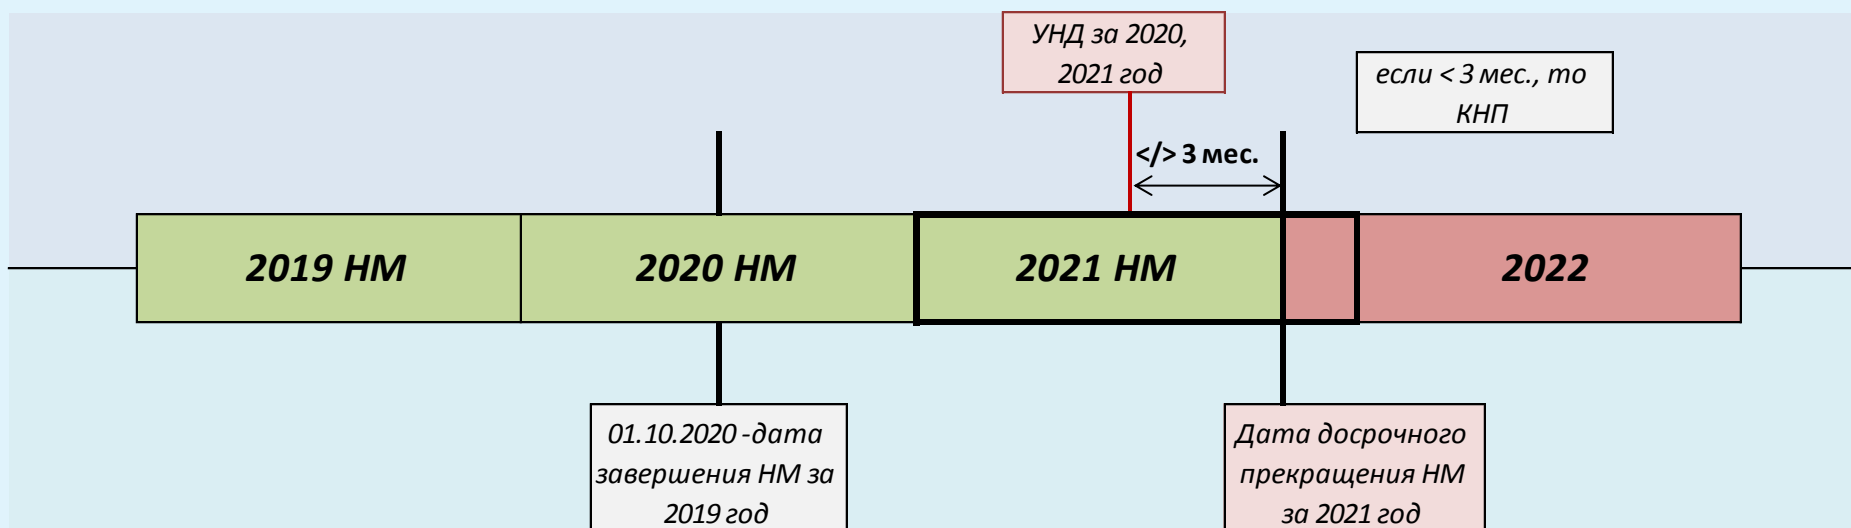 УНД за 2020,
2021 год
если < 3 мес., то
КНП
</> 3 мес.
2019 НМ
2020 НМ
2021 НМ
2022
01.10.2020 -дата
завершения НМ за
2019 год
Дата досрочного
прекращения НМ
за 2021 год